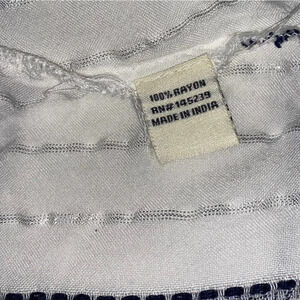 100% RAYON
RN# 145239
MADE IN INDIA